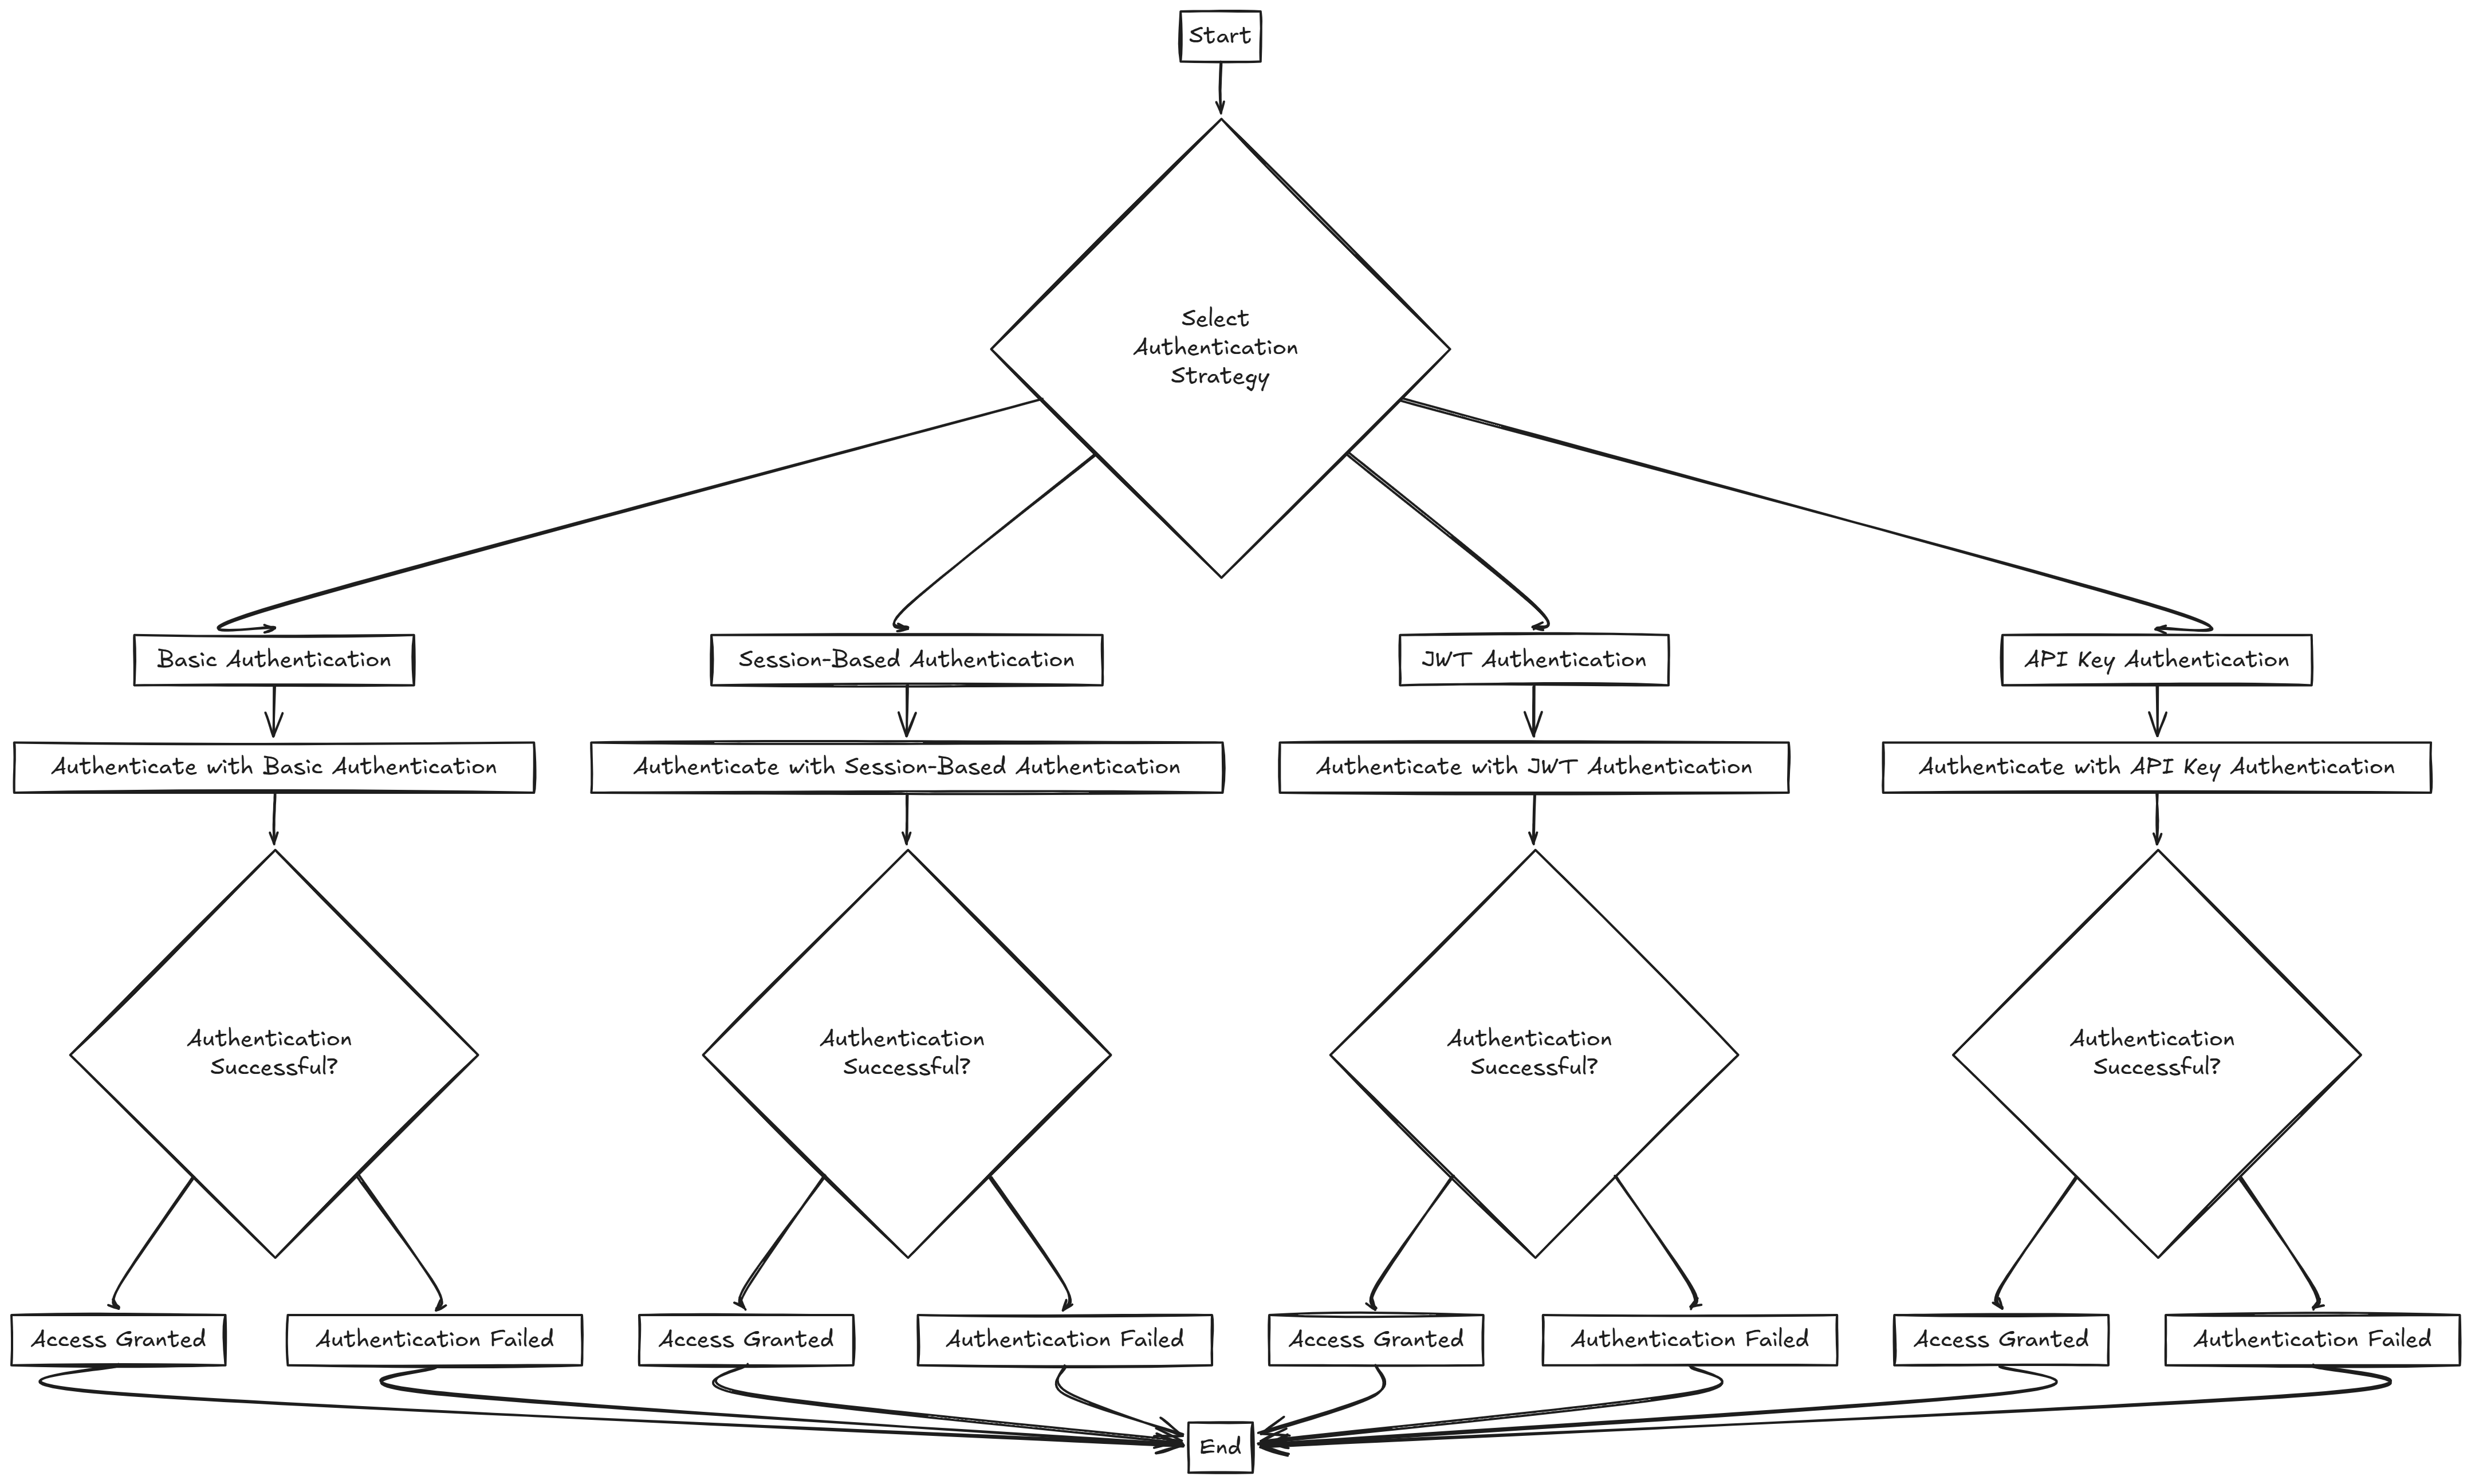 Start
Select
Authentication
Strategy
Basic Authentication
Session-Based Authentication
JWT Authentication
API Key Authentication
Authenticate with Basic Authentication
Authenticate with Session-Based Authentication
Authenticate with JWT Authentication
Authenticate with API Key Authentication
Authentication
Successful?
Authentication
Successful?
Authentication
Successful?
Authentication
Successful?
Access Granted
Authentication Failed
Access Granted
Authentication Failed
Access Granted
Authentication Failed
Access Granted
Authentication Failed
End